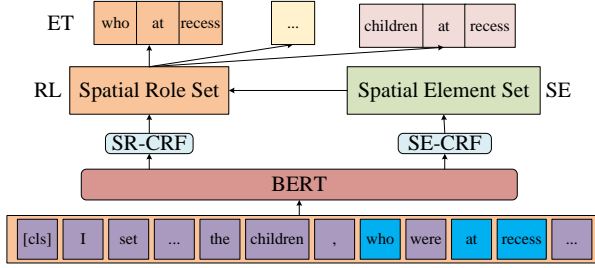 ET who at recess ... children at recess
RL Spatial Role Set Spatial Element Set SE
SR-CRF SE-CRF
BERT
[cls] I set ... the children , who were at recess ...